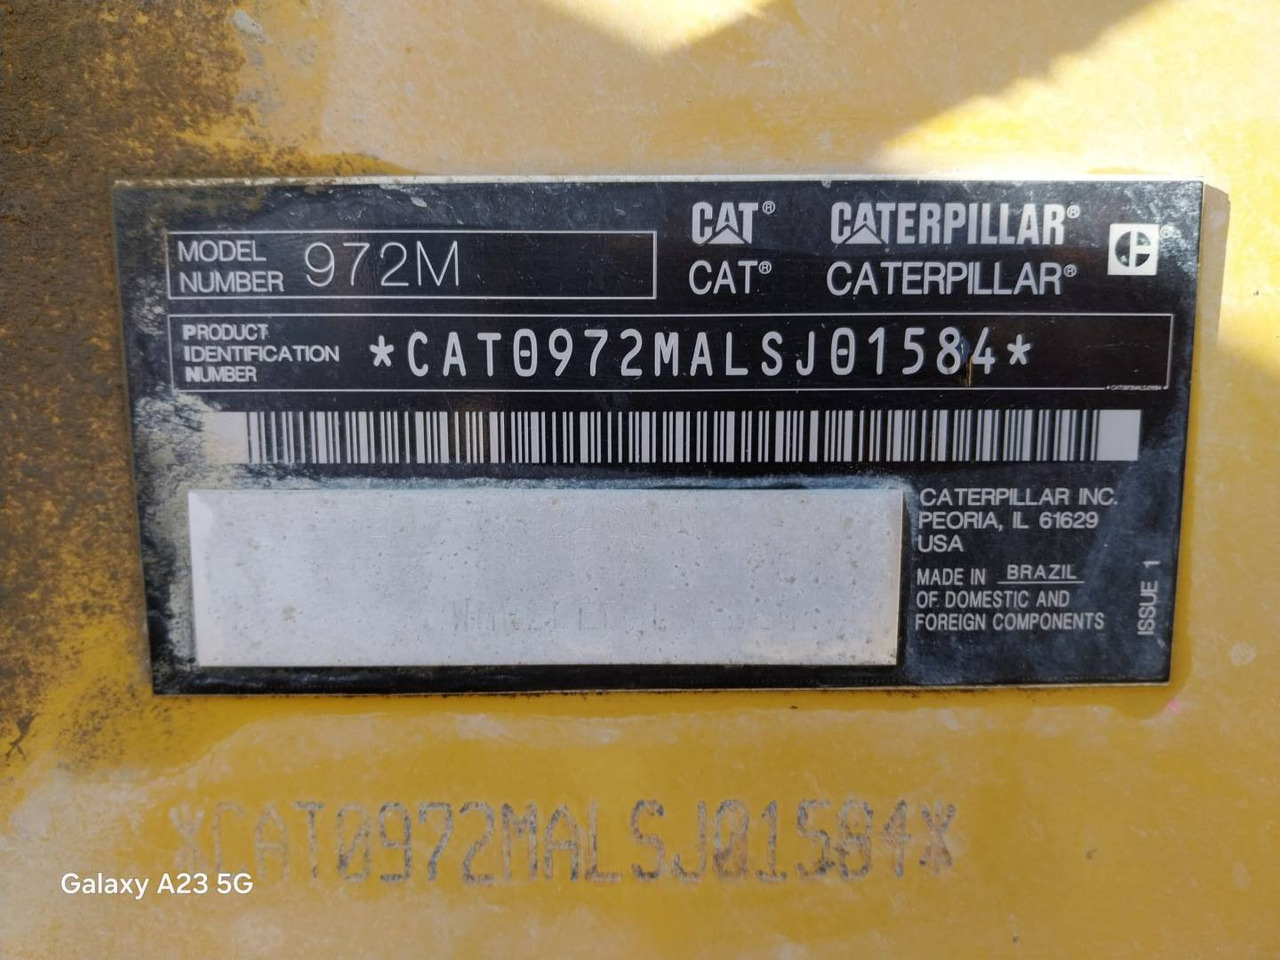 MODEL NUMBER 972M
CAT® CATERPILLAR®
CAT® CATERPILLAR®
PRODUCT IDENTIFICATION NUMBER *CAT0972MALSJ01584*
CATERPILLAR INC.
PEORIA, IL 61629
USA
MADE IN BRAZIL
OF DOMESTIC AND
FOREIGN COMPONENTS
ISSUE 1
*CAT0972MALSJ01584*
Galaxy A23 5G